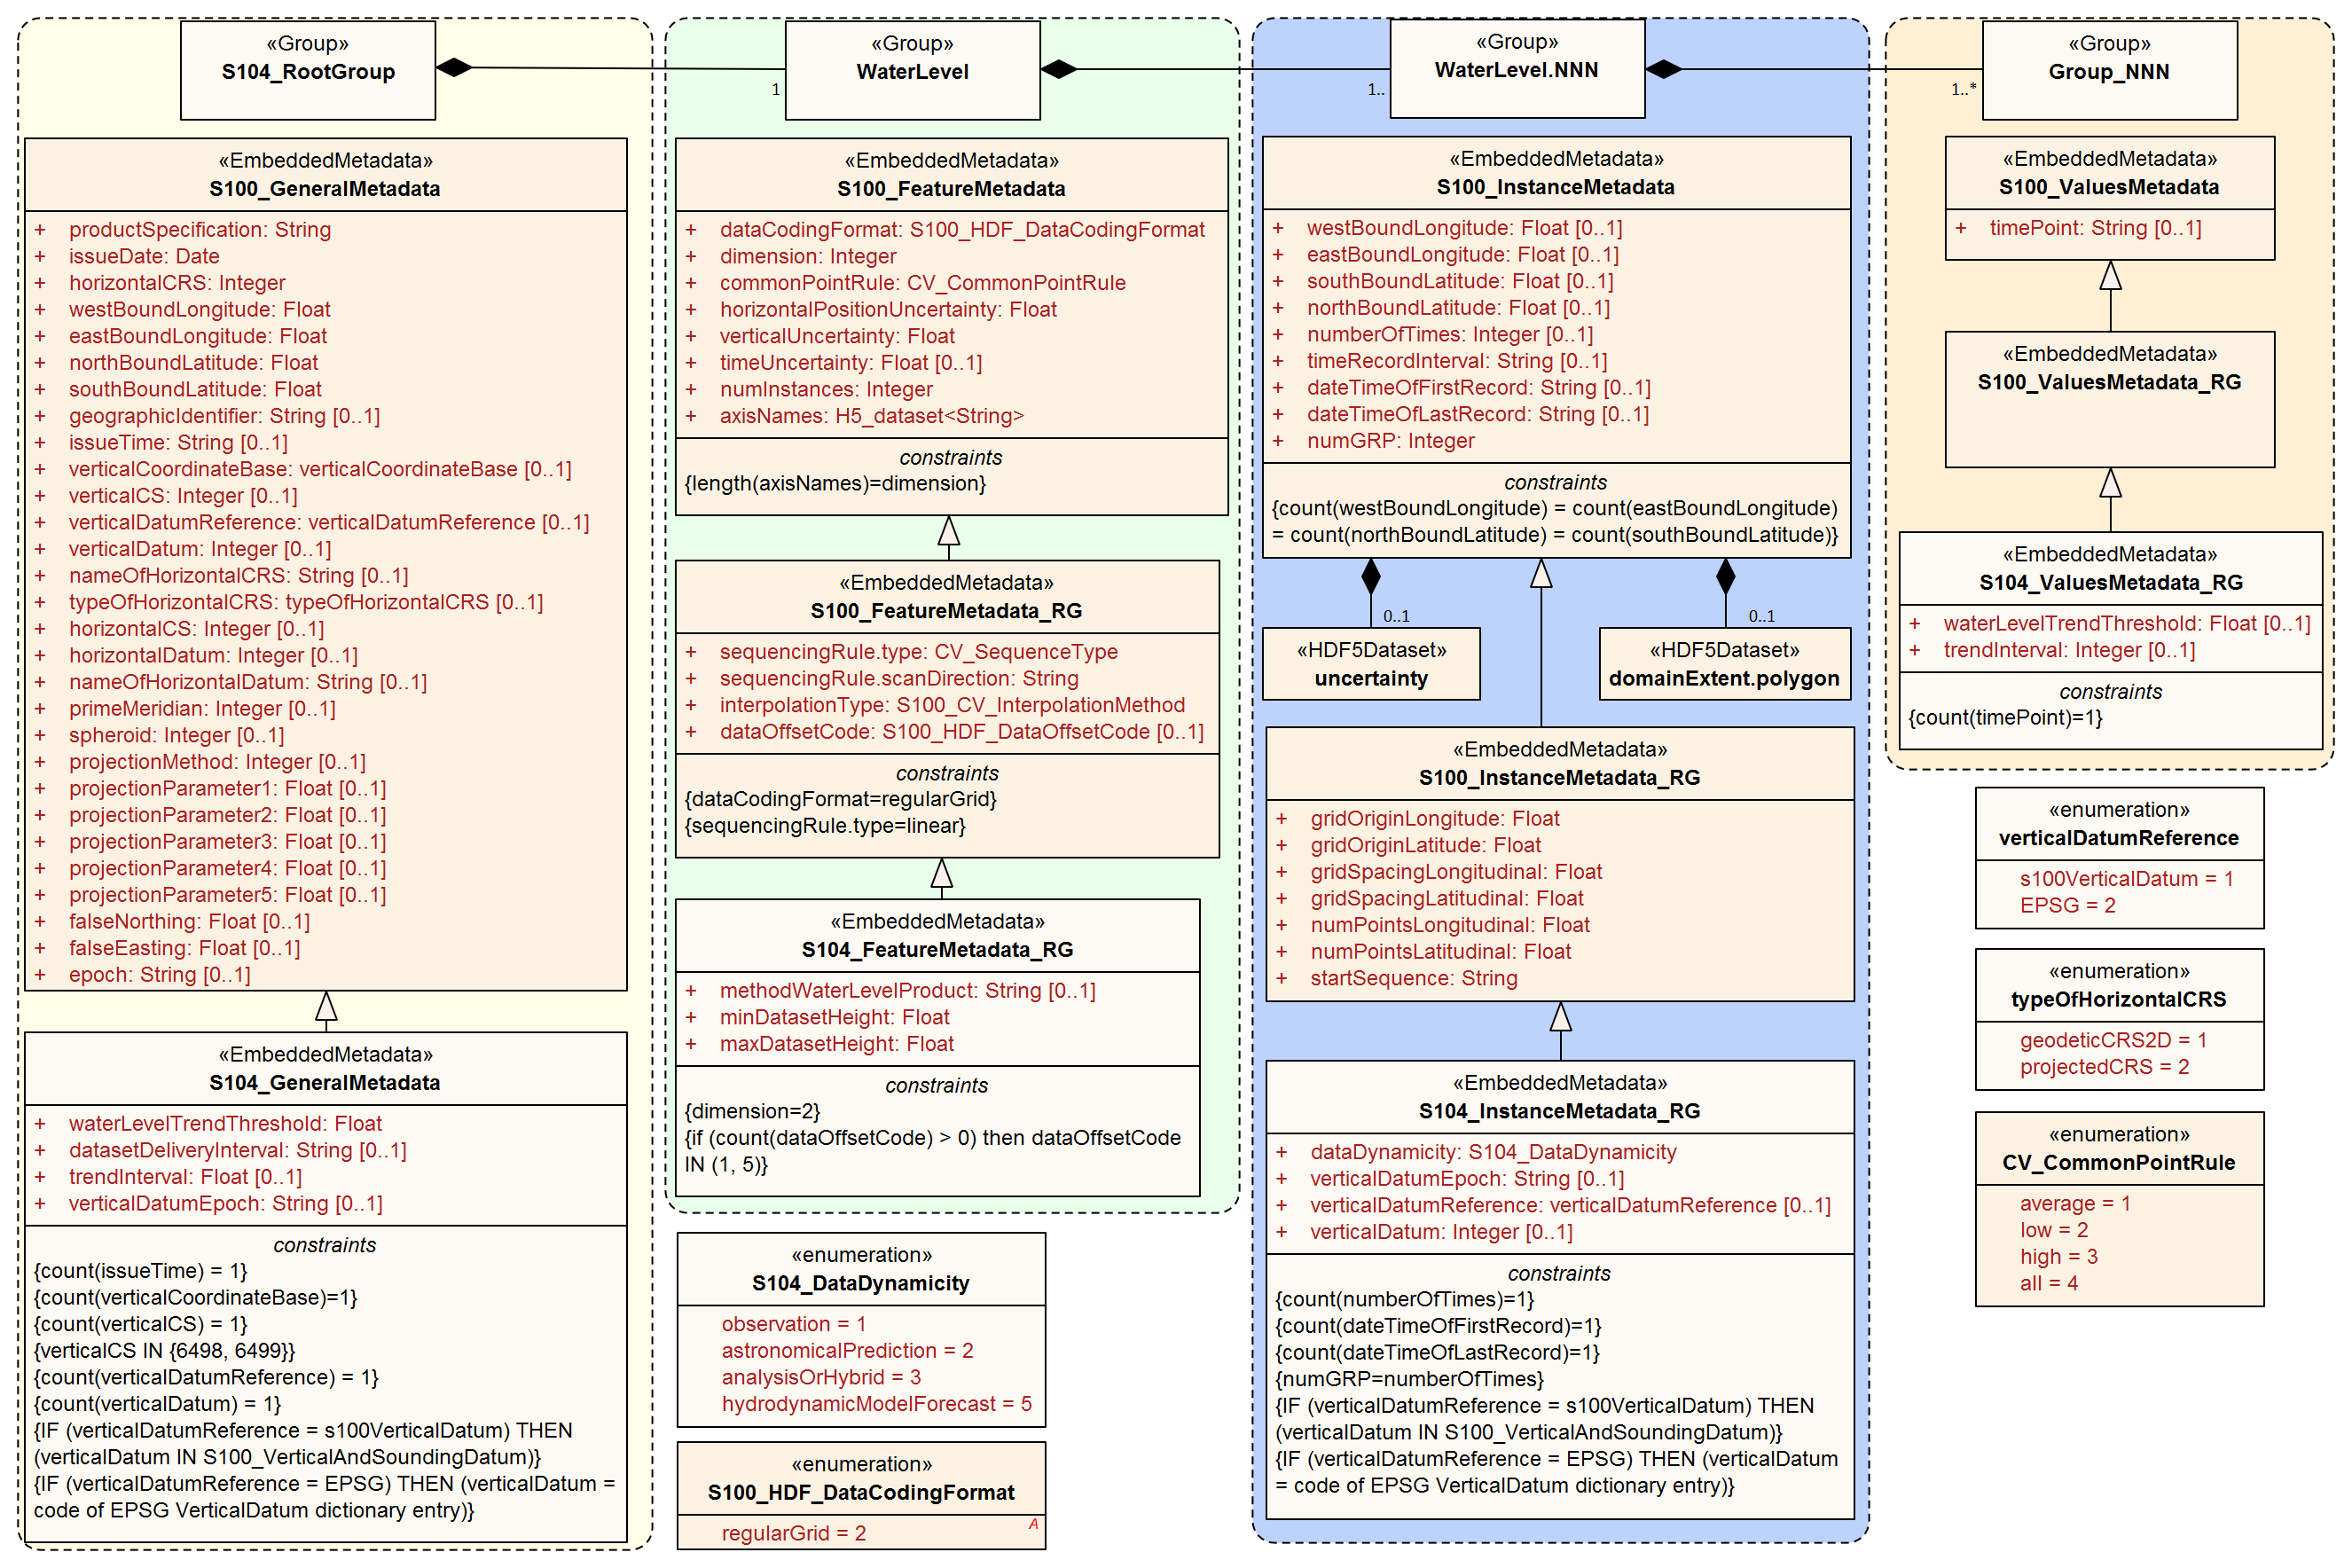 «Group»
S104_RootGroup
1
«EmbeddedMetadata»
S100_GeneralMetadata
+ productSpecification: String
+ issueDate: Date
+ horizontalCRS: Integer
+ westBoundLongitude: Float
+ eastBoundLongitude: Float
+ northBoundLatitude: Float
+ southBoundLatitude: Float
+ geographicIdentifier: String [0..1]
+ issueTime: String [0..1]
+ verticalCoordinateBase: verticalCoordinateBase [0..1]
+ verticalCS: Integer [0..1]
+ verticalDatumReference: verticalDatumReference [0..1]
+ verticalDatum: Integer [0..1]
+ nameOfHorizontalCRS: String [0..1]
+ typeOfHorizontalCRS: typeOfHorizontalCRS [0..1]
+ horizontalCS: Integer [0..1]
+ horizontalDatum: Integer [0..1]
+ nameOfHorizontalDatum: String [0..1]
+ primeMeridian: Integer [0..1]
+ spheroid: Integer [0..1]
+ projectionMethod: Integer [0..1]
+ projectionParameter1: Float [0..1]
+ projectionParameter2: Float [0..1]
+ projectionParameter3: Float [0..1]
+ projectionParameter4: Float [0..1]
+ projectionParameter5: Float [0..1]
+ falseNorthing: Float [0..1]
+ falseEasting: Float [0..1]
+ epoch: String [0..1]
«EmbeddedMetadata»
S104_GeneralMetadata
+ waterLevelTrendThreshold: Float
+ datasetDeliveryInterval: String [0..1]
+ trendInterval: Float [0..1]
+ verticalDatumEpoch: String [0..1]
constraints
{count(issueTime) = 1}
{count(verticalCoordinateBase)=1}
{count(verticalCS) = 1}
{verticalCS IN {6498, 6499}}
{count(verticalDatumReference) = 1}
{count(verticalDatum) = 1}
{IF (verticalDatumReference = s100VerticalDatum) THEN
(verticalDatum IN S100_VerticalAndSoundingDatum)}
{IF (verticalDatumReference = EPSG) THEN (verticalDatum =
code of EPSG VerticalDatum dictionary entry)}
«Group»
WaterLevel
1..
«EmbeddedMetadata»
S100_FeatureMetadata
+ dataCodingFormat: S100_HDF_DataCodingFormat
+ dimension: Integer
+ commonPointRule: CV_CommonPointRule
+ horizontalPositionUncertainty: Float
+ verticalUncertainty: Float
+ timeUncertainty: Float [0..1]
+ numInstances: Integer
+ axisNames: H5_dataset<String>
constraints
{length(axisNames)=dimension}
«EmbeddedMetadata»
S100_FeatureMetadata_RG
+ sequencingRule.type: CV_SequenceType
+ sequencingRule.scanDirection: String
+ interpolationType: S100_CV_InterpolationMethod
+ dataOffsetCode: S100_HDF_DataOffsetCode [0..1]
constraints
{dataCodingFormat=regularGrid}
{sequencingRule.type=linear}
«EmbeddedMetadata»
S104_FeatureMetadata_RG
+ methodWaterLevelProduct: String [0..1]
+ minDatasetHeight: Float
+ maxDatasetHeight: Float
constraints
{dimension=2}
{if (count(dataOffsetCode) > 0) then dataOffsetCode
IN (1, 5)}
«enumeration»
S104_DataDynamicity
observation = 1
astronomicalPrediction = 2
analysisOrHybrid = 3
hydrodynamicModelForecast = 5
«enumeration»
S100_HDF_DataCodingFormat
regularGrid = 2
A
«Group»
WaterLevel.NNN
1..*
«EmbeddedMetadata»
S100_InstanceMetadata
+ westBoundLongitude: Float [0..1]
+ eastBoundLongitude: Float [0..1]
+ southBoundLatitude: Float [0..1]
+ northBoundLatitude: Float [0..1]
+ numberOfTimes: Integer [0..1]
+ timeRecordInterval: String [0..1]
+ dateTimeOfFirstRecord: String [0..1]
+ dateTimeOfLastRecord: String [0..1]
+ numGRP: Integer
constraints
{count(westBoundLongitude) = count(eastBoundLongitude)
= count(northBoundLatitude) = count(southBoundLatitude)}
0..1
0..1
«HDF5Dataset»
uncertainty
«HDF5Dataset»
domainExtent.polygon
«EmbeddedMetadata»
S100_InstanceMetadata_RG
+ gridOriginLongitude: Float
+ gridOriginLatitude: Float
+ gridSpacingLongitudinal: Float
+ gridSpacingLatitudinal: Float
+ numPointsLongitudinal: Float
+ numPointsLatitudinal: Float
+ startSequence: String
«EmbeddedMetadata»
S104_InstanceMetadata_RG
+ dataDynamicity: S104_DataDynamicity
+ verticalDatumEpoch: String [0..1]
+ verticalDatumReference: verticalDatumReference [0..1]
+ verticalDatum: Integer [0..1]
constraints
{count(numberOfTimes)=1}
{count(dateTimeOfFirstRecord)=1}
{count(dateTimeOfLastRecord)=1}
{numGRP=numberOfTimes}
{IF (verticalDatumReference = s100VerticalDatum) THEN
(verticalDatum IN S100_VerticalAndSoundingDatum)}
{IF (verticalDatumReference = EPSG) THEN (verticalDatum
= code of EPSG VerticalDatum dictionary entry)}
«Group»
Group_NNN
«EmbeddedMetadata»
S100_ValuesMetadata
+ timePoint: String [0..1]
«EmbeddedMetadata»
S100_ValuesMetadata_RG
«EmbeddedMetadata»
S104_ValuesMetadata_RG
+ waterLevelTrendThreshold: Float [0..1]
+ trendInterval: Integer [0..1]
constraints
{count(timePoint)=1}
«enumeration»
verticalDatumReference
s100VerticalDatum = 1
EPSG = 2
«enumeration»
typeOfHorizontalCRS
geodeticCRS2D = 1
projectedCRS = 2
«enumeration»
CV_CommonPointRule
average = 1
low = 2
high = 3
all = 4